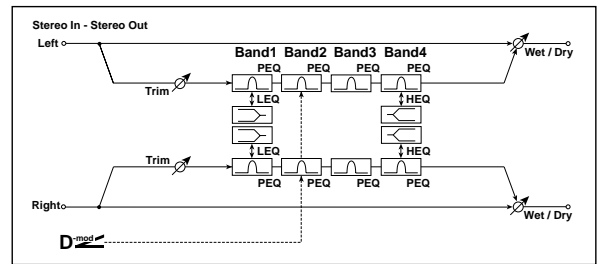 Stereo In - Stereo Out
Left
Band1 Band2 Band3 Band4
PEQ PEQ PEQ PEQ
Wet / Dry
Trim
LEQ HEQ
LEQ HEQ
Trim
PEQ PEQ PEQ PEQ
Right
Wet / Dry
D-mod